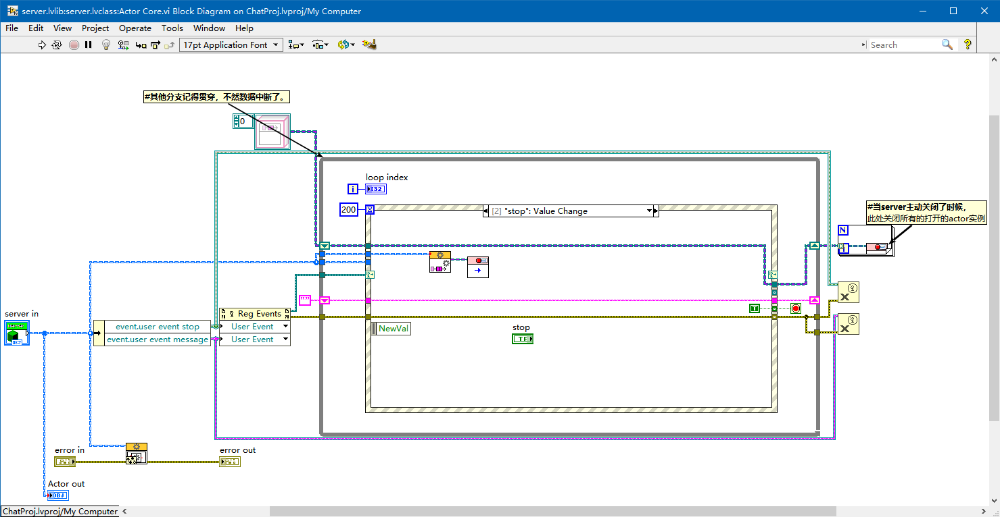 server.lvlib:server.lvclass:Actor Core.vi Block Diagram on ChatProj.lvproj/My Computer
File Edit View Project Operate Tools Window Help
17pt Application Font
Search
#其他分支记得贯穿，不然数据中断了。
0
loop index
i
I32
200
[2] "stop": Value Change
#当server主动关闭了时候，
此处关闭所有的打开的actor实例
N
i
server in
server
OBJ
Reg Events
event.user event stop
User Event
event.user event message
User Event
NewVal
stop
TF
T
error in
error out
Actor out
OBJ
ChatProj.lvproj/My Computer